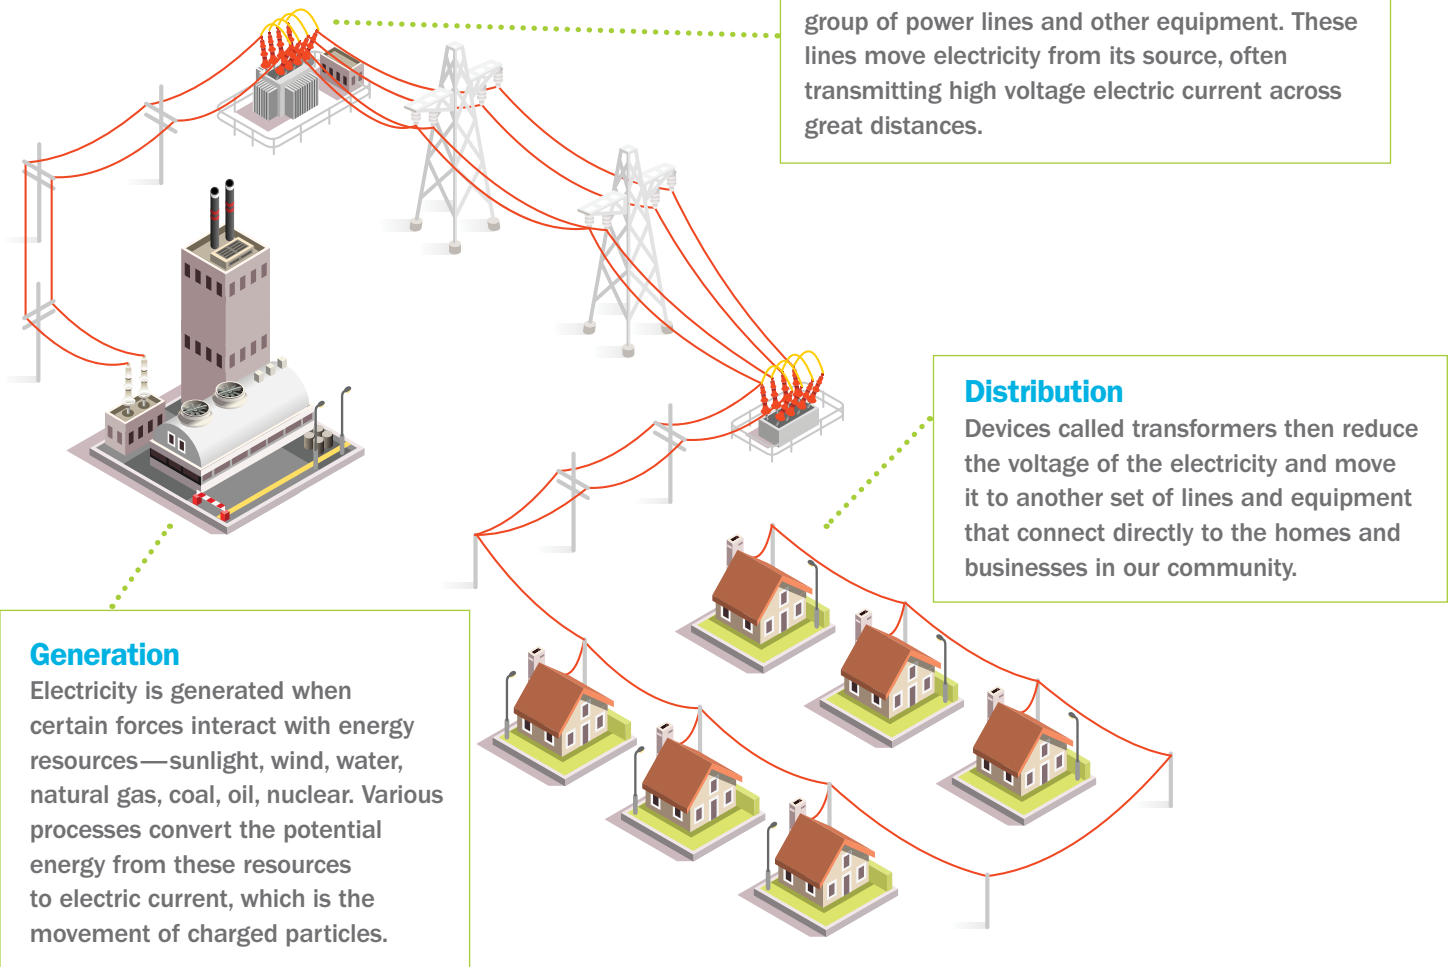 group of power lines and other equipment. These
lines move electricity from its source, often
transmitting high voltage electric current across
great distances.
Distribution
Devices called transformers then reduce
the voltage of the electricity and move
it to another set of lines and equipment
that connect directly to the homes and
businesses in our community.
Generation
Electricity is generated when
certain forces interact with energy
resources—sunlight, wind, water,
natural gas, coal, oil, nuclear. Various
processes convert the potential
energy from these resources
to electric current, which is the
movement of charged particles.